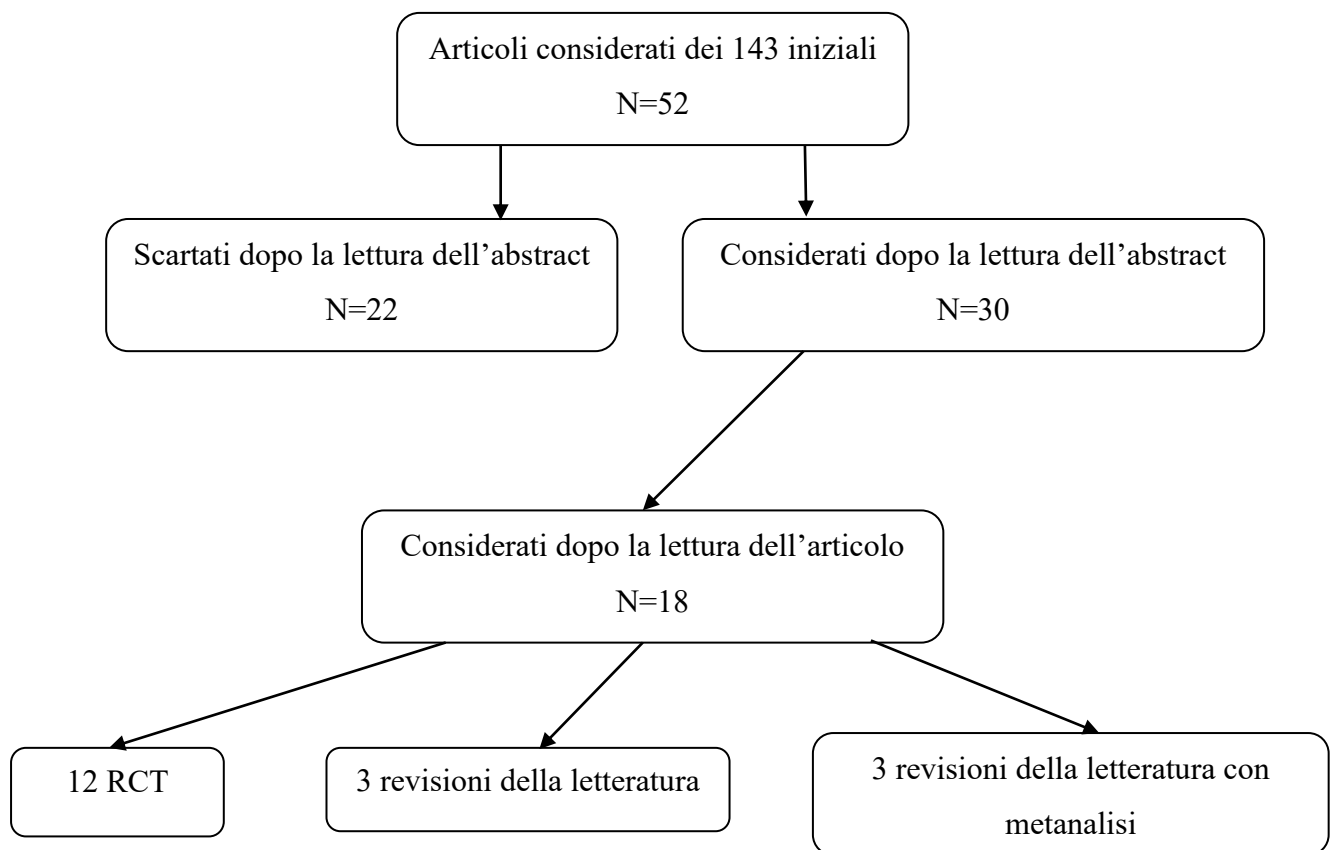 Articoli considerati dei 143 iniziali
N=52
Scartati dopo la lettura dell’abstract
N=22
Considerati dopo la lettura dell’abstract
N=30
Considerati dopo la lettura dell’articolo
N=18
12 RCT
3 revisioni della letteratura
3 revisioni della letteratura con
metanalisi